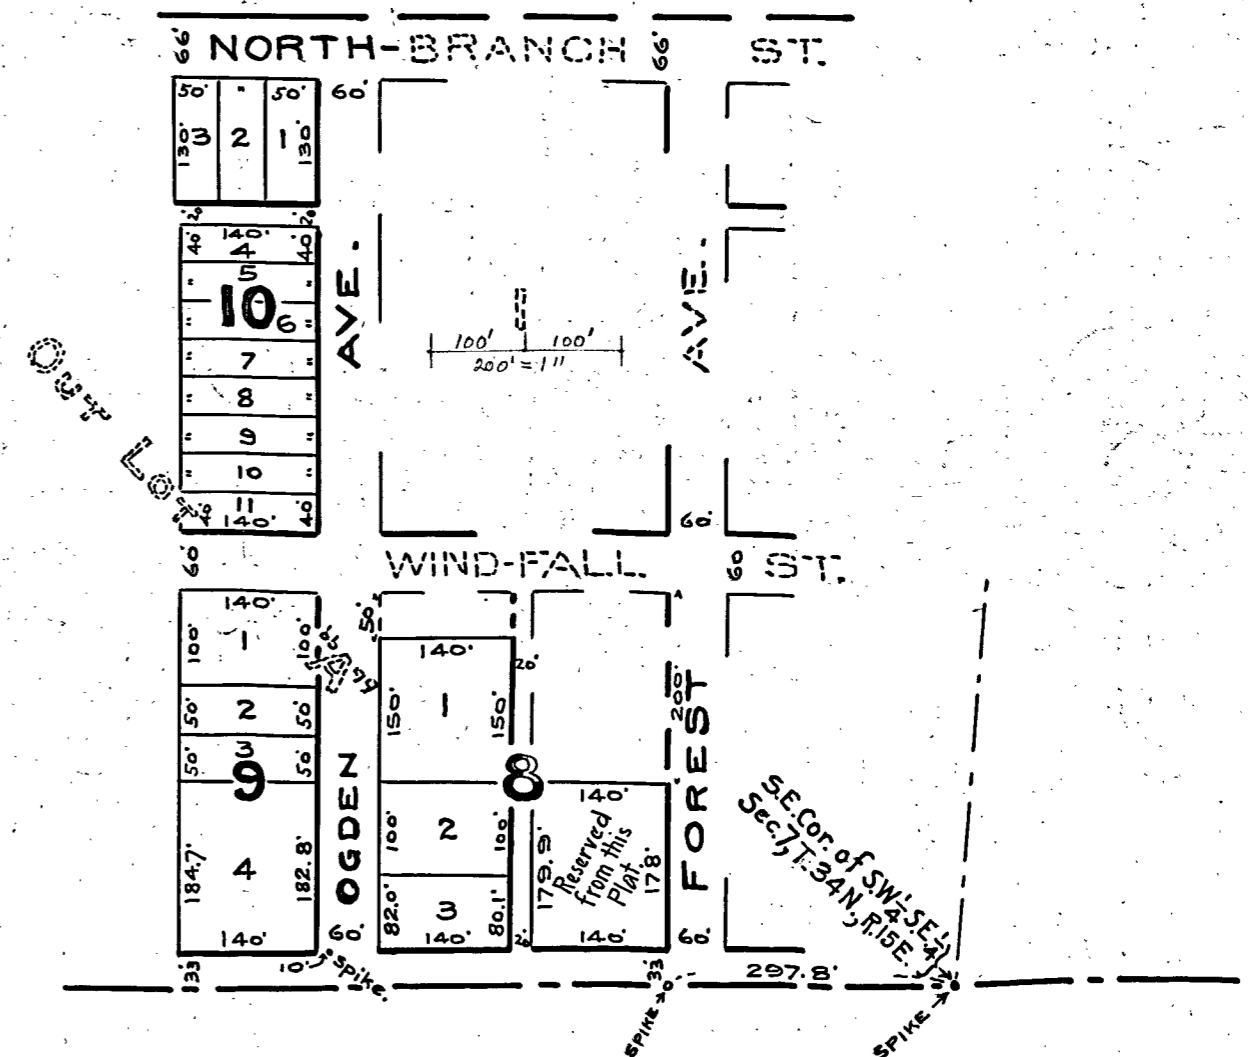 66' NORTH-BRANCH 66' ST.
50' " 50' 60'
130' 3 2 1 130'
20' 20'
140'
40' 4 40'
" 5
10
" 6 "
7 "
" 8 "
" 9 "
" 10 "
40' 11 40'
140'
AVE.
AVE.
100' 100'
200' = 1"
OUT LOT
60'
60' WIND-FALL 60 ST.
140'
100' 1 100'
50' 2 50'
50' 3 50'
9
184.7' 4 182.8'
140'
"A"
OGDEN
60'
50'
140'
20'
150' 1 150'
8
100' 2 100'
82.0' 3 80.1'
140' 20'
200'
140'
179.9'
Reserved
from this
Plat.
178'
140'
FOREST
60'
S.E. Cor. of S.W. 1/4, S.E. 1/4
Sec. 7, T. 34 N., R. 15 E.
33' 10' SPIKE. 33' 297.8'
SPIKE
SPIKE